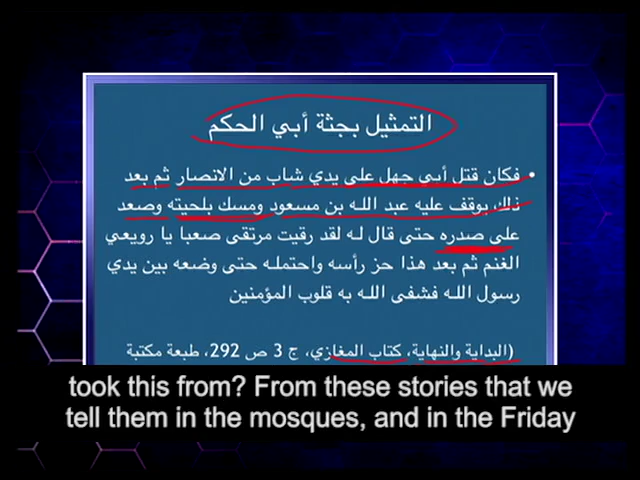 التمثيل بجثة أبي الحكم
• فكان قتل أبي جهل على يدي شاب من الانصار ثم بعد
ذلك يوقف عليه عبد الله بن مسعود ومسك بلحيته وصعد
على صدره حتى قال له لقد رقيت مرتقى صعبا يا رويعي
الغنم ثم بعد هذا حز رأسه واحتمله حتى وضعه بين يدي
رسول الله فشفى الله به قلوب المؤمنين
(البداية والنهاية، كتاب المغازي، ج 3 ص 292، طبعة مكتبة
took this from? From these stories that we
tell them in the mosques, and in the Friday